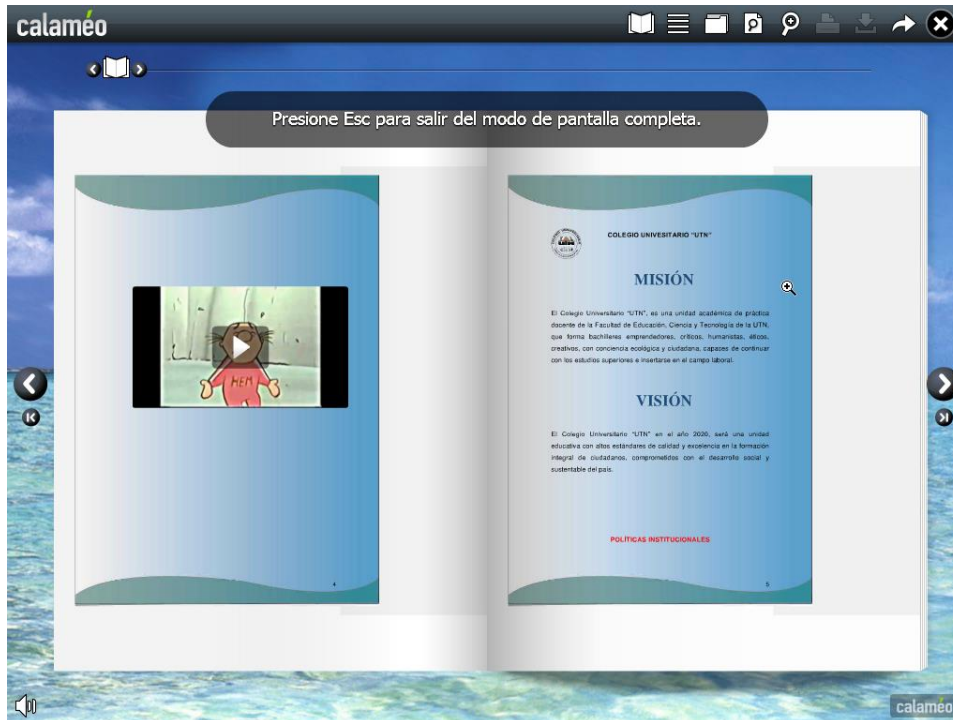 calaméo
Presione Esc para salir del modo de pantalla completa.
HEM
4
COLEGIO UNIVESITARIO "UTN"
MISIÓN
El Colegio Universitario "UTN", es una unidad académica de práctica
docente de la Facultad de Educación, Ciencia y Tecnología de la UTN,
que forma bachilleres emprendedores, críticos, humanistas, éticos,
creativos, con conciencia ecológica y ciudadana, capaces de continuar
con los estudios superiores e insertarse en el campo laboral.
VISIÓN
El Colegio Universitario "UTN" en el año 2020, será una unidad
educativa con altos estándares de calidad y excelencia en la formación
integral de ciudadanos, comprometidos con el desarrollo social y
sustentable del país.
POLÍTICAS INSTITUCIONALES
5
calaméo